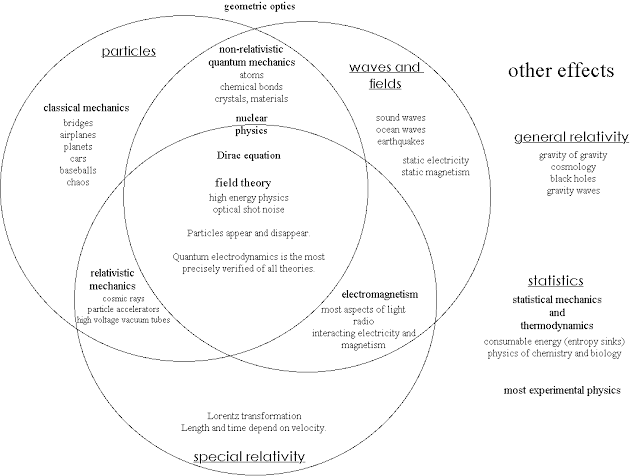 geometric optics
particles
non-relativistic
quantum mechanics
atoms
chemical bonds
crystals, materials
waves and
fields
other effects
classical mechanics
bridges
airplanes
planets
cars
baseballs
chaos
nuclear
physics
sound waves
ocean waves
earthquakes
static electricity
static magnetism
general relativity
gravity of gravity
cosmology
black holes
gravity waves
Dirac equation
field theory
high energy physics
optical shot noise
Particles appear and disappear.
Quantum electrodynamics is the most
precisely verified of all theories.
relativistic
mechanics
cosmic rays
particle accelerators
high voltage vacuum tubes
electromagnetism
most aspects of light
radio
interacting electricity and
magnetism
statistics
statistical mechanics
and
thermodynamics
consumable energy (entropy sinks)
physics of chemistry and biology
most experimental physics
Lorentz transformation
Length and time depend on velocity.
special relativity